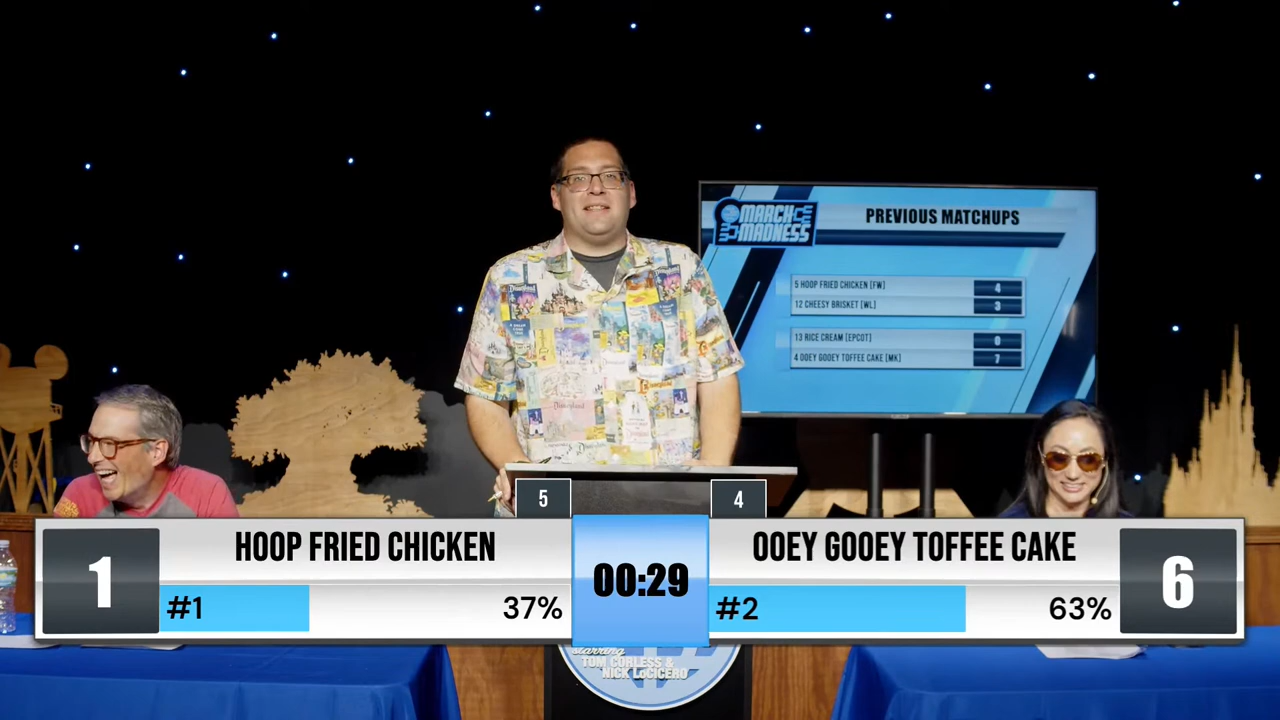 MARCH
MADNESS
PREVIOUS MATCHUPS
5 HOOP FRIED CHICKEN [FW] 4
12 CHEESY BRISKET [WL] 3
13 RICE CREAM [EPCOT] 0
4 OOEY GOOEY TOFFEE CAKE [MK] 7
Disneyland
5 4
1 HOOP FRIED CHICKEN 00:29 OOEY GOOEY TOFFEE CAKE 6
#1 37% #2 63%
starring
TOM CORLESS &
NICK LoCICERO